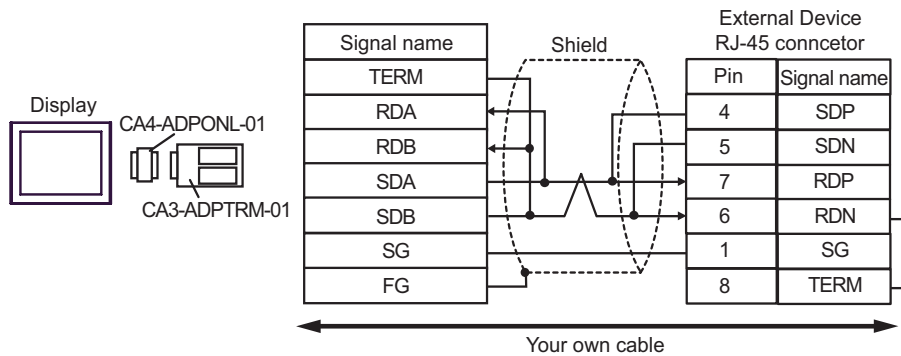 External Device
RJ-45 conncetor
Signal name
Shield
Pin Signal name
TERM
Display
CA4-ADPONL-01
CA3-ADPTRM-01
RDA
4 SDP
RDB
5 SDN
SDA
7 RDP
SDB
6 RDN
SG
1 SG
FG
8 TERM
Your own cable